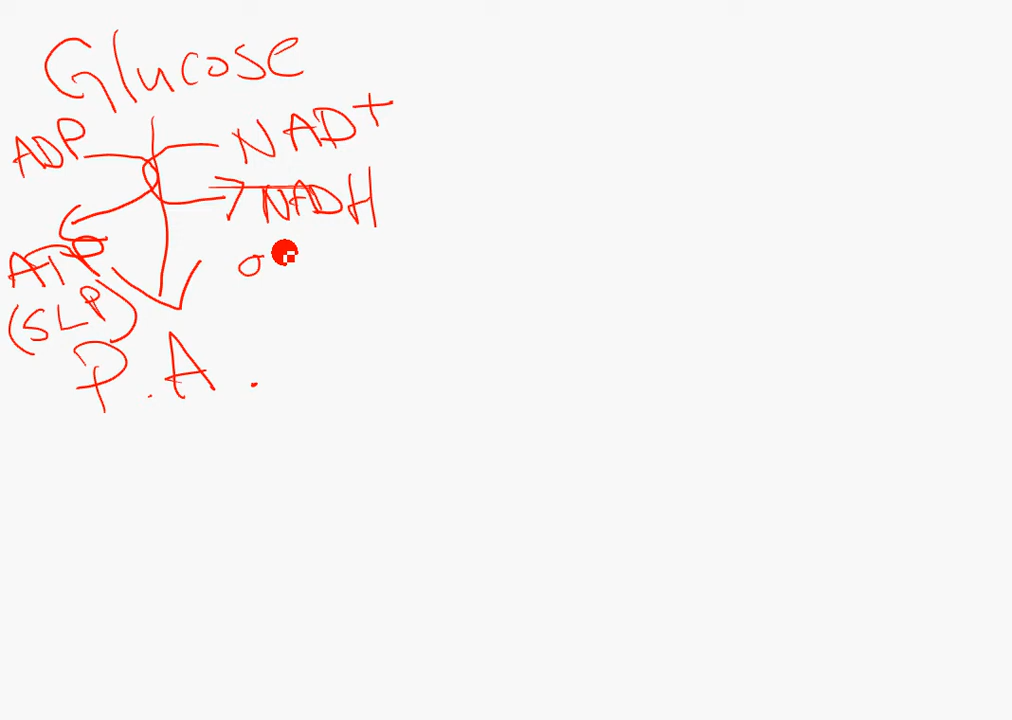 Glucose
ADP NAD+
NADH
ATP
(SLP)
P.A.